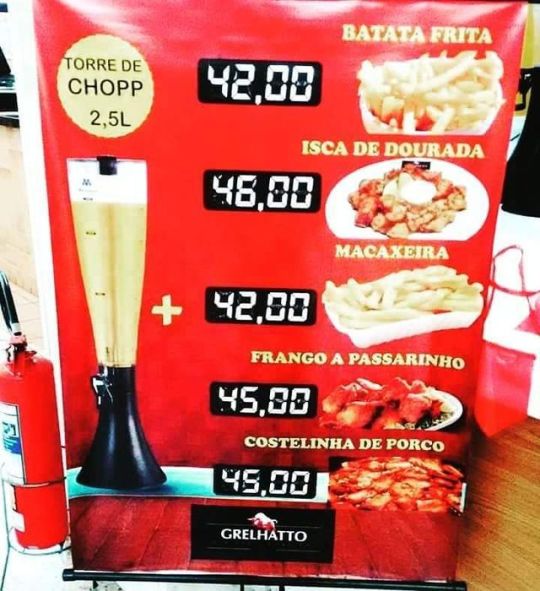 TORRE DE
CHOPP
2,5L
BATATA FRITA
42,00
ISCA DE DOURADA
46,00
MACAXEIRA
+ 42,00
FRANGO A PASSARINHO
45,00
COSTELINHA DE PORCO
45,00
GRELHATTO